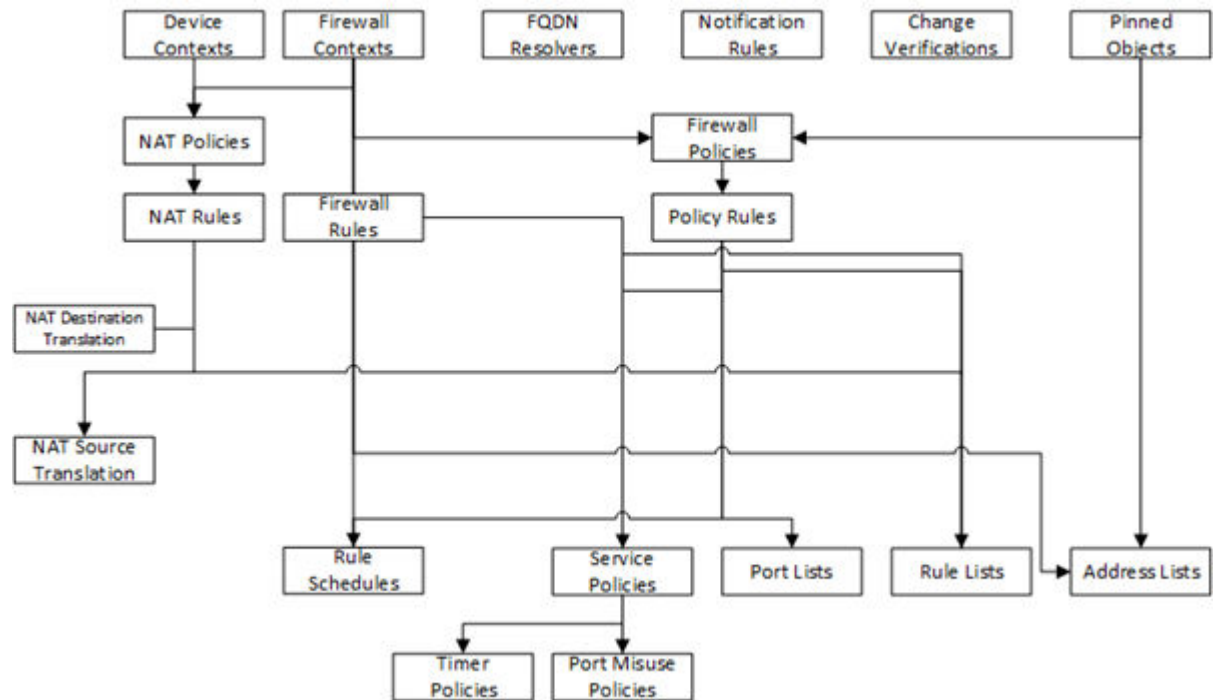 Device
Contexts
Firewall
Contexts
FQDN
Resolvers
Notification
Rules
Change
Verifications
Pinned
Objects
NAT Policies
Firewall
Policies
NAT Rules
Firewall
Rules
Policy Rules
NAT Destination
Translation
NAT Source
Translation
Rule
Schedules
Service
Policies
Port Lists
Rule Lists
Address Lists
Timer
Policies
Port Misuse
Policies